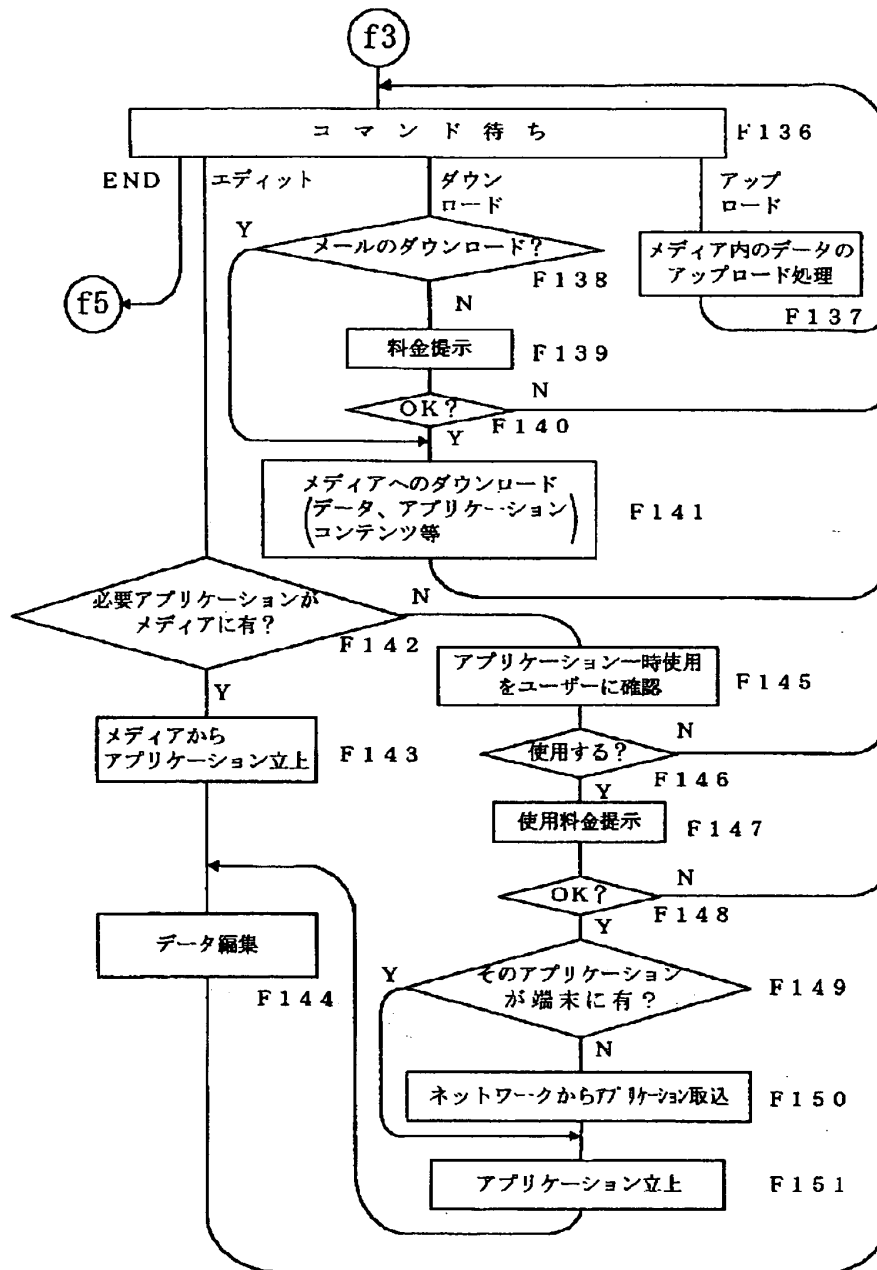 f3
コマンド待ち
F136
END
エディット
ダウン
ロード
アップ
ロード
Y
メールのダウンロード?
F138
メディア内のデータの
アップロード処理
F137
f5
N
料金提示
F139
N
OK?
F140
Y
メディアへのダウンロード
(データ、アプリケーション
コンテンツ等)
F141
必要アプリケーションが
メディアに有?
N
F142
アプリケーション一時使用
をユーザーに確認
F145
Y
メディアから
アプリケーション立上
F143
使用する?
N
F146
Y
使用料金提示
F147
OK?
N
F148
Y
データ編集
F144
Y
そのアプリケーション
が端末に有?
F149
N
ネットワークからアプリケーション取込
F150
アプリケーション立上
F151